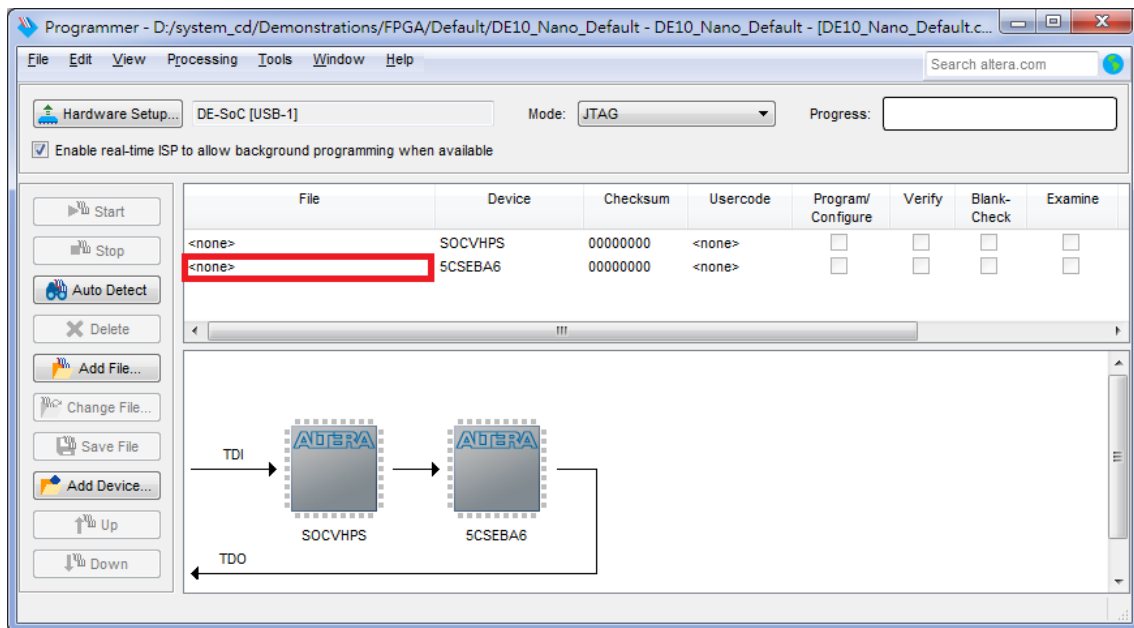 Programmer - D:/system_cd/Demonstrations/FPGA/Default/DE10_Nano_Default - DE10_Nano_Default - [DE10_Nano_Default.c...
File Edit View Processing Tools Window Help
Search altera.com
Hardware Setup... DE-SoC [USB-1] Mode: JTAG Progress:
Enable real-time ISP to allow background programming when available
File Device Checksum Usercode Program/ Verify Blank- Examine
Configure Check
<none> SOCVHPS 00000000 <none>
<none> 5CSEBA6 00000000 <none>
Start
Stop
Auto Detect
Delete
Add File...
Change File...
Save File
Add Device...
Up
Down
TDI
ALTERA ALTERA
SOCVHPS 5CSEBA6
TDO